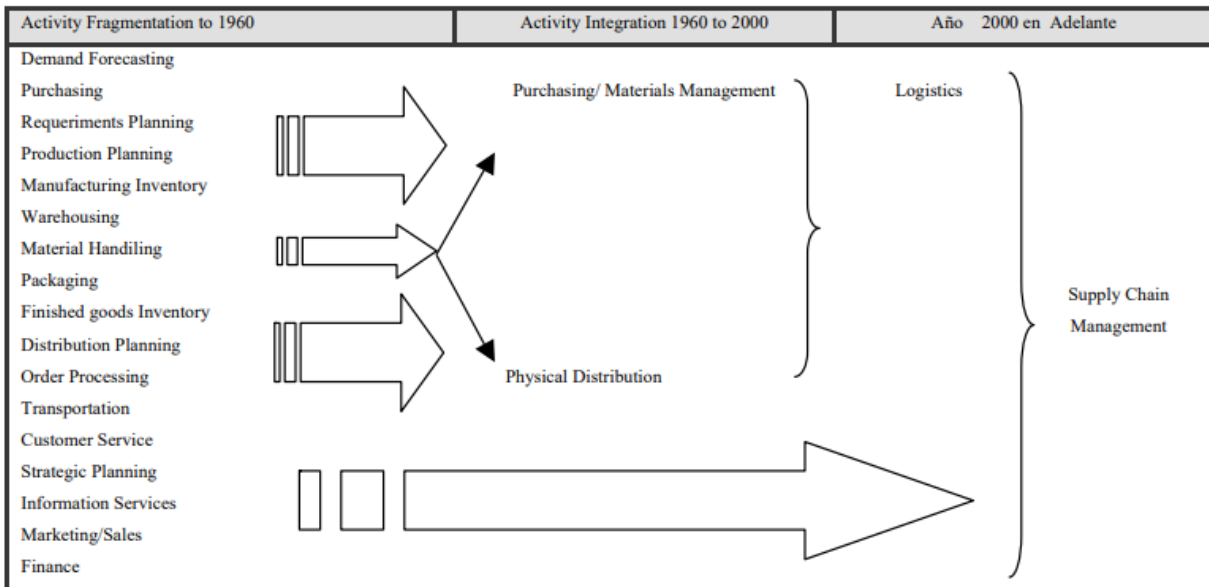 Activity Fragmentation to 1960
Activity Integration 1960 to 2000
Año 2000 en Adelante
Demand Forecasting
Purchasing
Requeriments Planning
Production Planning
Manufacturing Inventory
Warehousing
Material Handiling
Packaging
Finished goods Inventory
Distribution Planning
Order Processing
Transportation
Customer Service
Strategic Planning
Information Services
Marketing/Sales
Finance
Purchasing/ Materials Management
Physical Distribution
Logistics
Supply Chain
Management